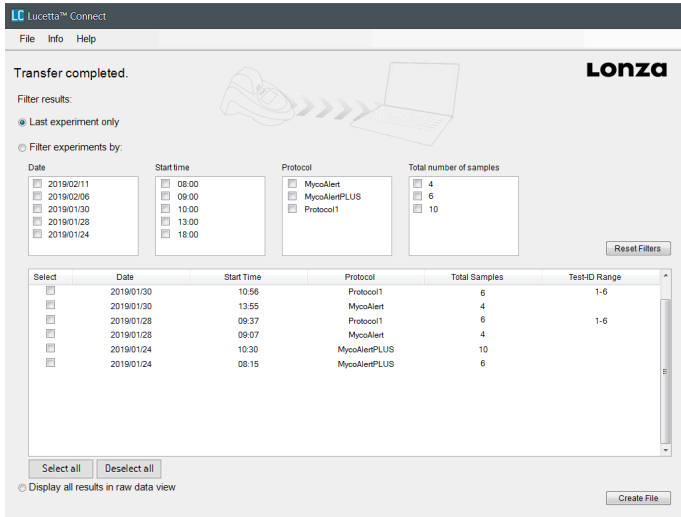 LC Lucetta™ Connect
File Info Help
Transfer completed.
Lonza
Filter results:
Last experiment only
Filter experiments by:
Date Start time Protocol Total number of samples
2019/02/11 08:00 MycoAlert 4
2019/02/06 09:00 MycoAlertPLUS 6
2019/01/30 10:00 Protocol1 10
2019/01/28 13:00
2019/01/24 18:00
Reset Filters
Select Date Start Time Protocol Total Samples Test-ID Range
2019/01/30 10:56 Protocol1 6 1-6
2019/01/30 13:55 MycoAlert 4
2019/01/28 09:37 Protocol1 6 1-6
2019/01/28 09:07 MycoAlert 4
2019/01/24 10:30 MycoAlertPLUS 10
2019/01/24 08:15 MycoAlertPLUS 6
Select all Deselect all
Display all results in raw data view
Create File